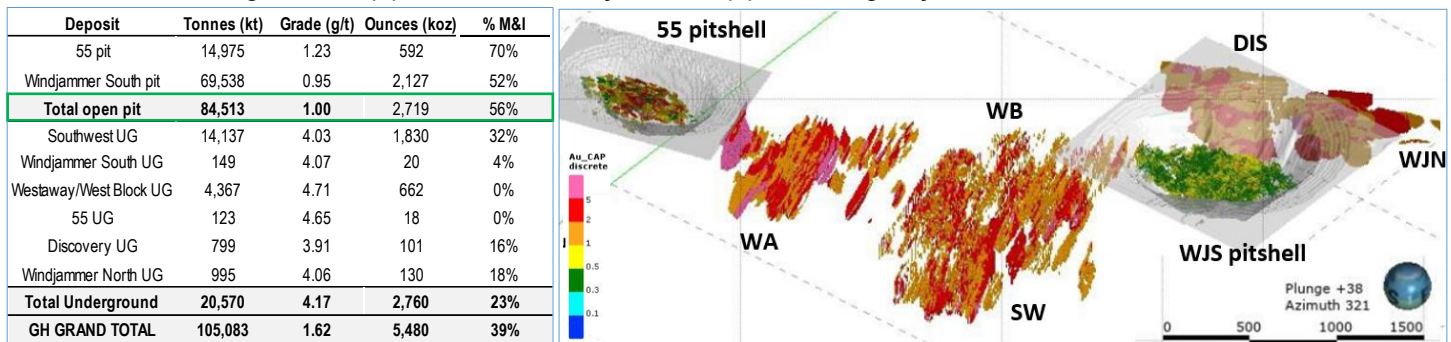 Deposit Tonnes (kt) Grade (g/t) Ounces (koz) % M&I
55 pit 14,975 1.23 592 70%
Windjammer South pit 69,538 0.95 2,127 52%
Total open pit 84,513 1.00 2,719 56%
Southwest UG 14,137 4.03 1,830 32%
Windjammer South UG 149 4.07 20 4%
Westaway/West Block UG 4,367 4.71 662 0%
55 UG 123 4.65 18 0%
Discovery UG 799 3.91 101 16%
Windjammer North UG 995 4.06 130 18%
Total Underground 20,570 4.17 2,760 23%
GH GRAND TOTAL 105,083 1.62 5,480 39%
55 pitshell
DIS
WB
WJN
Au_CAP
discrete
5
2
1
0.5
0.3
0.1
WA
WJS pitshell
SW
Plunge +38
Azimuth 321
0 500 1000 1500